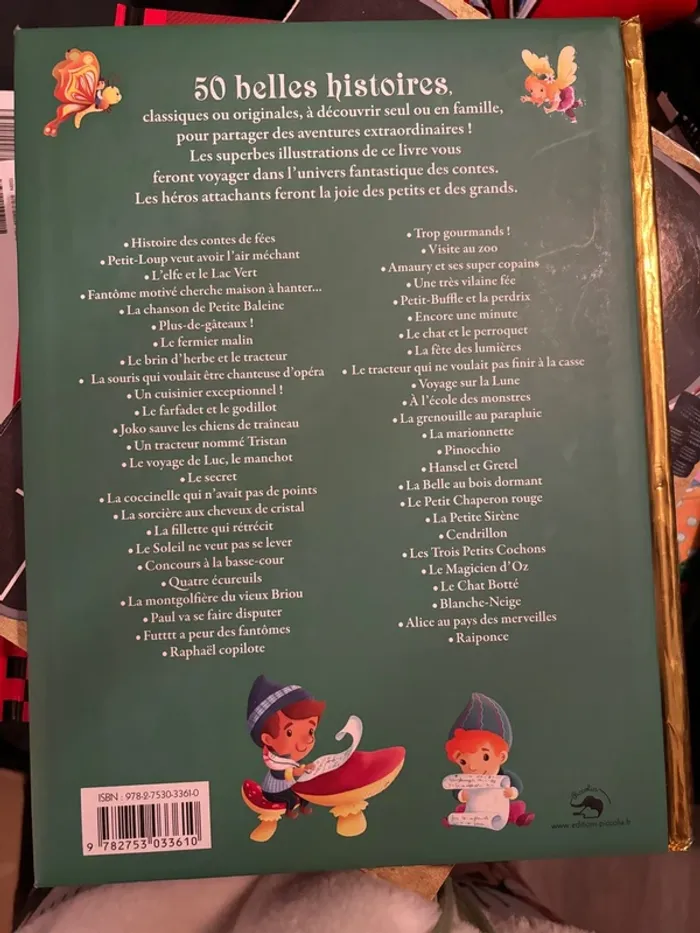 50 belles histoires,
classiques ou originales, à découvrir seul ou en famille,
pour partager des aventures extraordinaires !
Les superbes illustrations de ce livre vous
feront voyager dans l'univers fantastique des contes.
Les héros attachants feront la joie des petits et des grands.
• Histoire des contes de fées
• Petit-Loup veut avoir l'air méchant
• L'elfe et le Lac Vert
• Fantôme motivé cherche maison à hanter...
• La chanson de Petite Baleine
• Plus-de-gâteaux !
• Le fermier malin
• Le brin d'herbe et le tracteur
• La souris qui voulait être chanteuse d'opéra
• Un cuisinier exceptionnel !
• Le farfadet et le godillot
• Joko sauve les chiens de traîneau
• Un tracteur nommé Tristan
• Le voyage de Luc, le manchot
• Le secret
• La coccinelle qui n'avait pas de points
• La sorcière aux cheveux de cristal
• La fillette qui rétrécit
• Le Soleil ne veut pas se lever
• Concours à la basse-cour
• Quatre écureuils
• La montgolfière du vieux Briou
• Paul va se faire disputer
• Futttt a peur des fantômes
• Raphaël copilote
• Trop gourmands !
• Visite au zoo
• Amaury et ses super copains
• Une très vilaine fée
• Petit-Buffle et la perdrix
• Encore une minute
• Le chat et le perroquet
• La fête des lumières
• Le tracteur qui ne voulait pas finir à la casse
• Voyage sur la Lune
• À l'école des monstres
• La grenouille au parapluie
• La marionnette
• Pinocchio
• Hansel et Gretel
• La Belle au bois dormant
• Le Petit Chaperon rouge
• La Petite Sirène
• Cendrillon
• Les Trois Petits Cochons
• Le Magicien d'Oz
• Le Chat Botté
• Blanche-Neige
• Alice au pays des merveilles
• Raiponce
ISBN : 978-2-7530-3361-0
9 782753 033610